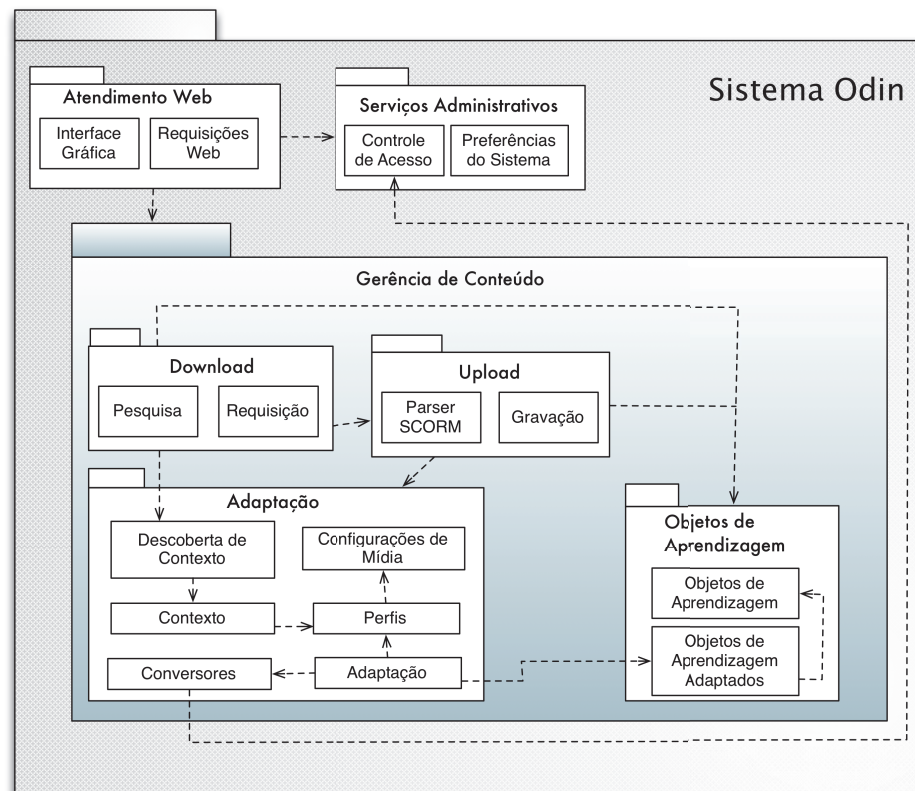 Sistema Odin
Atendimento Web
Interface
Gráfica
Requisições
Web
Serviços Administrativos
Controle
de Acesso
Preferências
do Sistema
Gerência de Conteúdo
Download
Pesquisa
Requisição
Upload
Parser
SCORM
Gravação
Adaptação
Descoberta de
Contexto
Configurações de
Mídia
Contexto
Perfis
Conversores
Adaptação
Objetos de
Aprendizagem
Objetos de
Aprendizagem
Objetos de
Aprendizagem
Adaptados